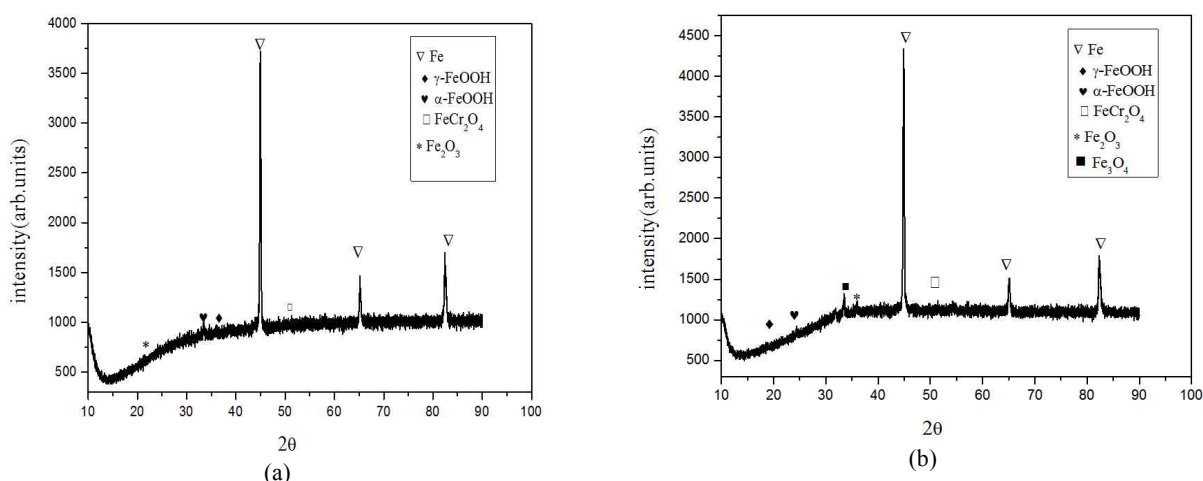 4000
3500
3000
2500
2000
1500
1000
500
10 20 30 40 50 60 70 80 90 100
intensity(arb.units)
2θ
▽ Fe
♦ γ-FeOOH
♥ α-FeOOH
□ FeCr₂O₄
* Fe₂O₃
(a)
4500
4000
3500
3000
2500
2000
1500
1000
500
10 20 30 40 50 60 70 80 90 100
intensity(arb.units)
2θ
▽ Fe
♦ γ-FeOOH
♥ α-FeOOH
□ FeCr₂O₄
* Fe₂O₃
■ Fe₃O₄
(b)